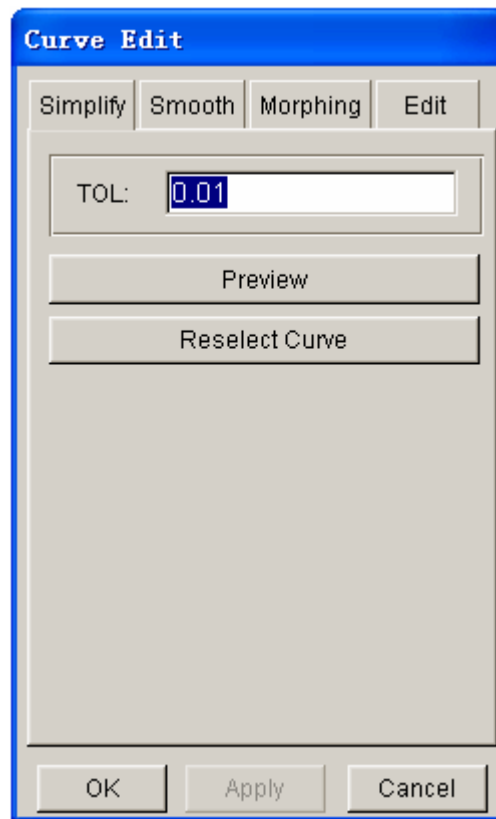 Curve Edit
Simplify Smooth Morphing Edit
TOL: 0.01
Preview
Reselect Curve
OK Apply Cancel